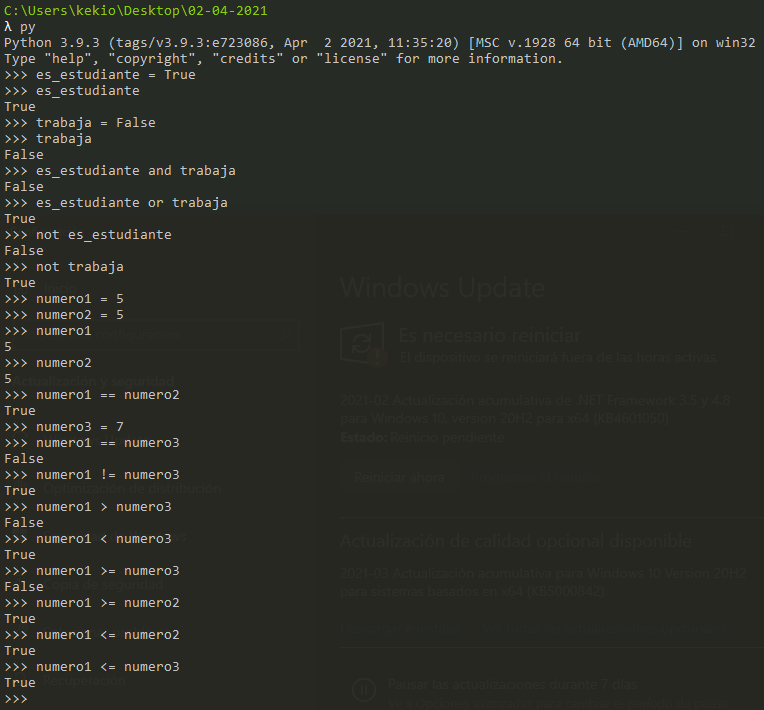 C:\Users\kekio\Desktop\02-04-2021
λ py
Python 3.9.3 (tags/v3.9.3:e723086, Apr  2 2021, 11:35:20) [MSC v.1928 64 bit (AMD64)] on win32
Type "help", "copyright", "credits" or "license" for more information.
>>> es_estudiante = True
>>> es_estudiante
True
>>> trabaja = False
>>> trabaja
False
>>> es_estudiante and trabaja
False
>>> es_estudiante or trabaja
True
>>> not es_estudiante
False
>>> not trabaja
True
>>> numero1 = 5
>>> numero2 = 5
>>> numero1
5
>>> numero2
5
>>> numero1 == numero2
True
>>> numero3 = 7
>>> numero1 == numero3
False
>>> numero1 != numero3
True
>>> numero1 > numero3
False
>>> numero1 < numero3
True
>>> numero1 >= numero3
False
>>> numero1 >= numero2
True
>>> numero1 <= numero2
True
>>> numero1 <= numero3
True
>>>
Actualización y seguridad
Recuperación
Windows Update
Es necesario reiniciar
El dispositivo se reiniciará fuera de las horas activas.
2021-02 Actualización acumulativa de .NET Framework 3.5 y 4.8
para Windows 10, version 20H2 para x64 (KB4601050)
Estado: Reinicio pendiente
Reiniciar ahora
Actualización de calidad opcional disponible
2021-03 Actualización acumulativa para Windows 10 Version 20H2
para sistemas basados en x64 (KB5000842)
Pausar las actualizaciones durante 7 días